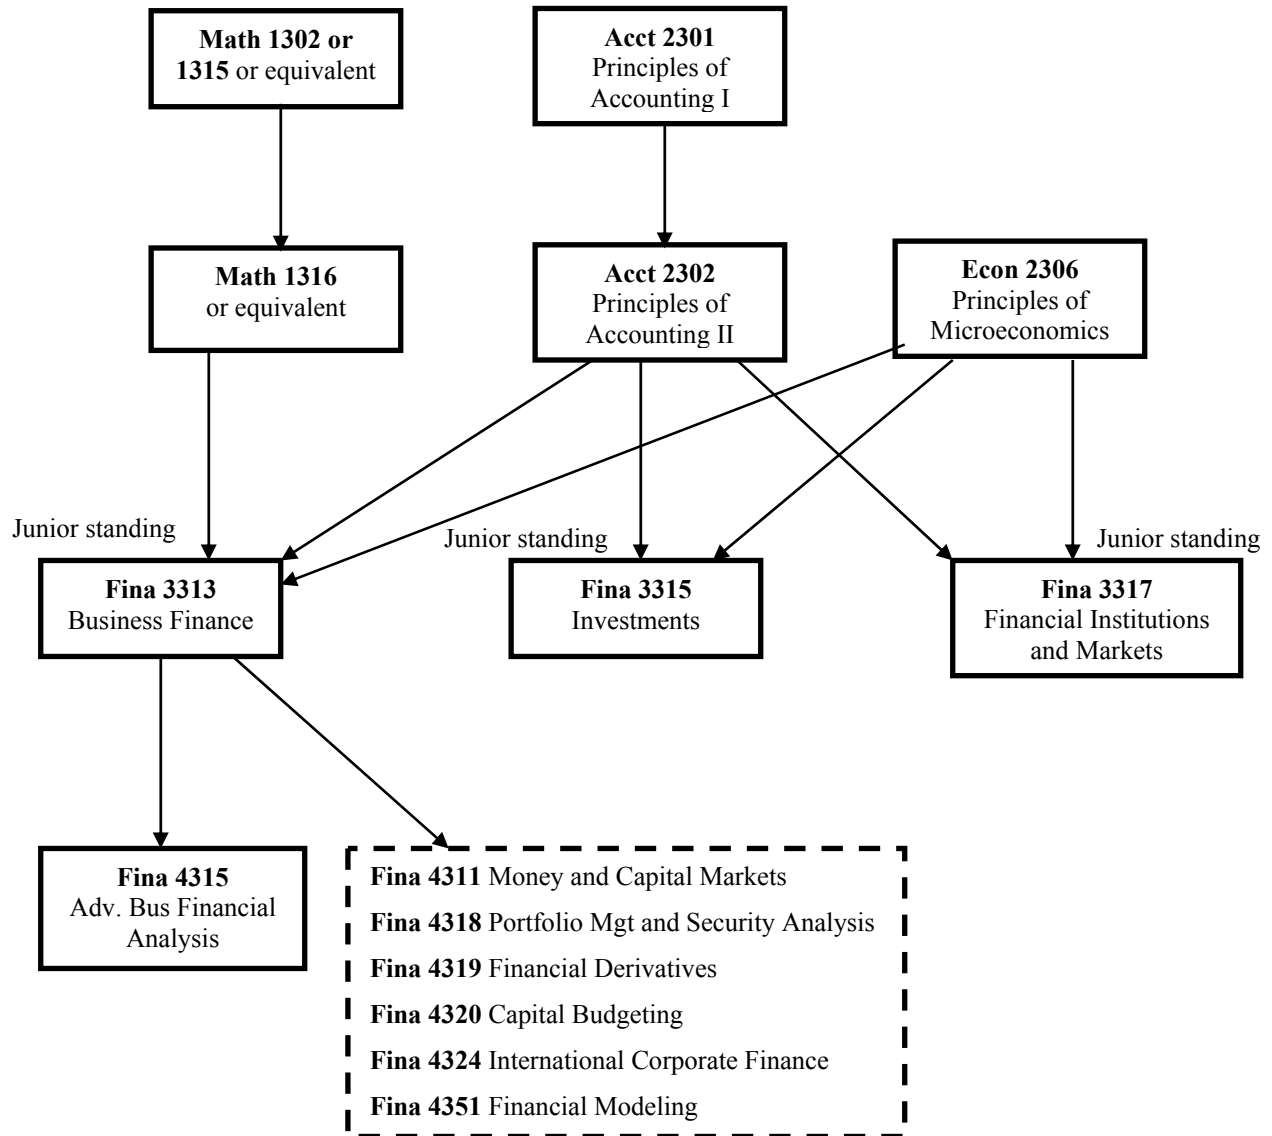 Math 1302 or
1315 or equivalent
Acct 2301
Principles of
Accounting I
Math 1316
or equivalent
Acct 2302
Principles of
Accounting II
Econ 2306
Principles of
Microeconomics
Junior standing
Fina 3313
Business Finance
Junior standing
Fina 3315
Investments
Junior standing
Fina 3317
Financial Institutions
and Markets
Fina 4315
Adv. Bus Financial
Analysis
Fina 4311 Money and Capital Markets
Fina 4318 Portfolio Mgt and Security Analysis
Fina 4319 Financial Derivatives
Fina 4320 Capital Budgeting
Fina 4324 International Corporate Finance
Fina 4351 Financial Modeling